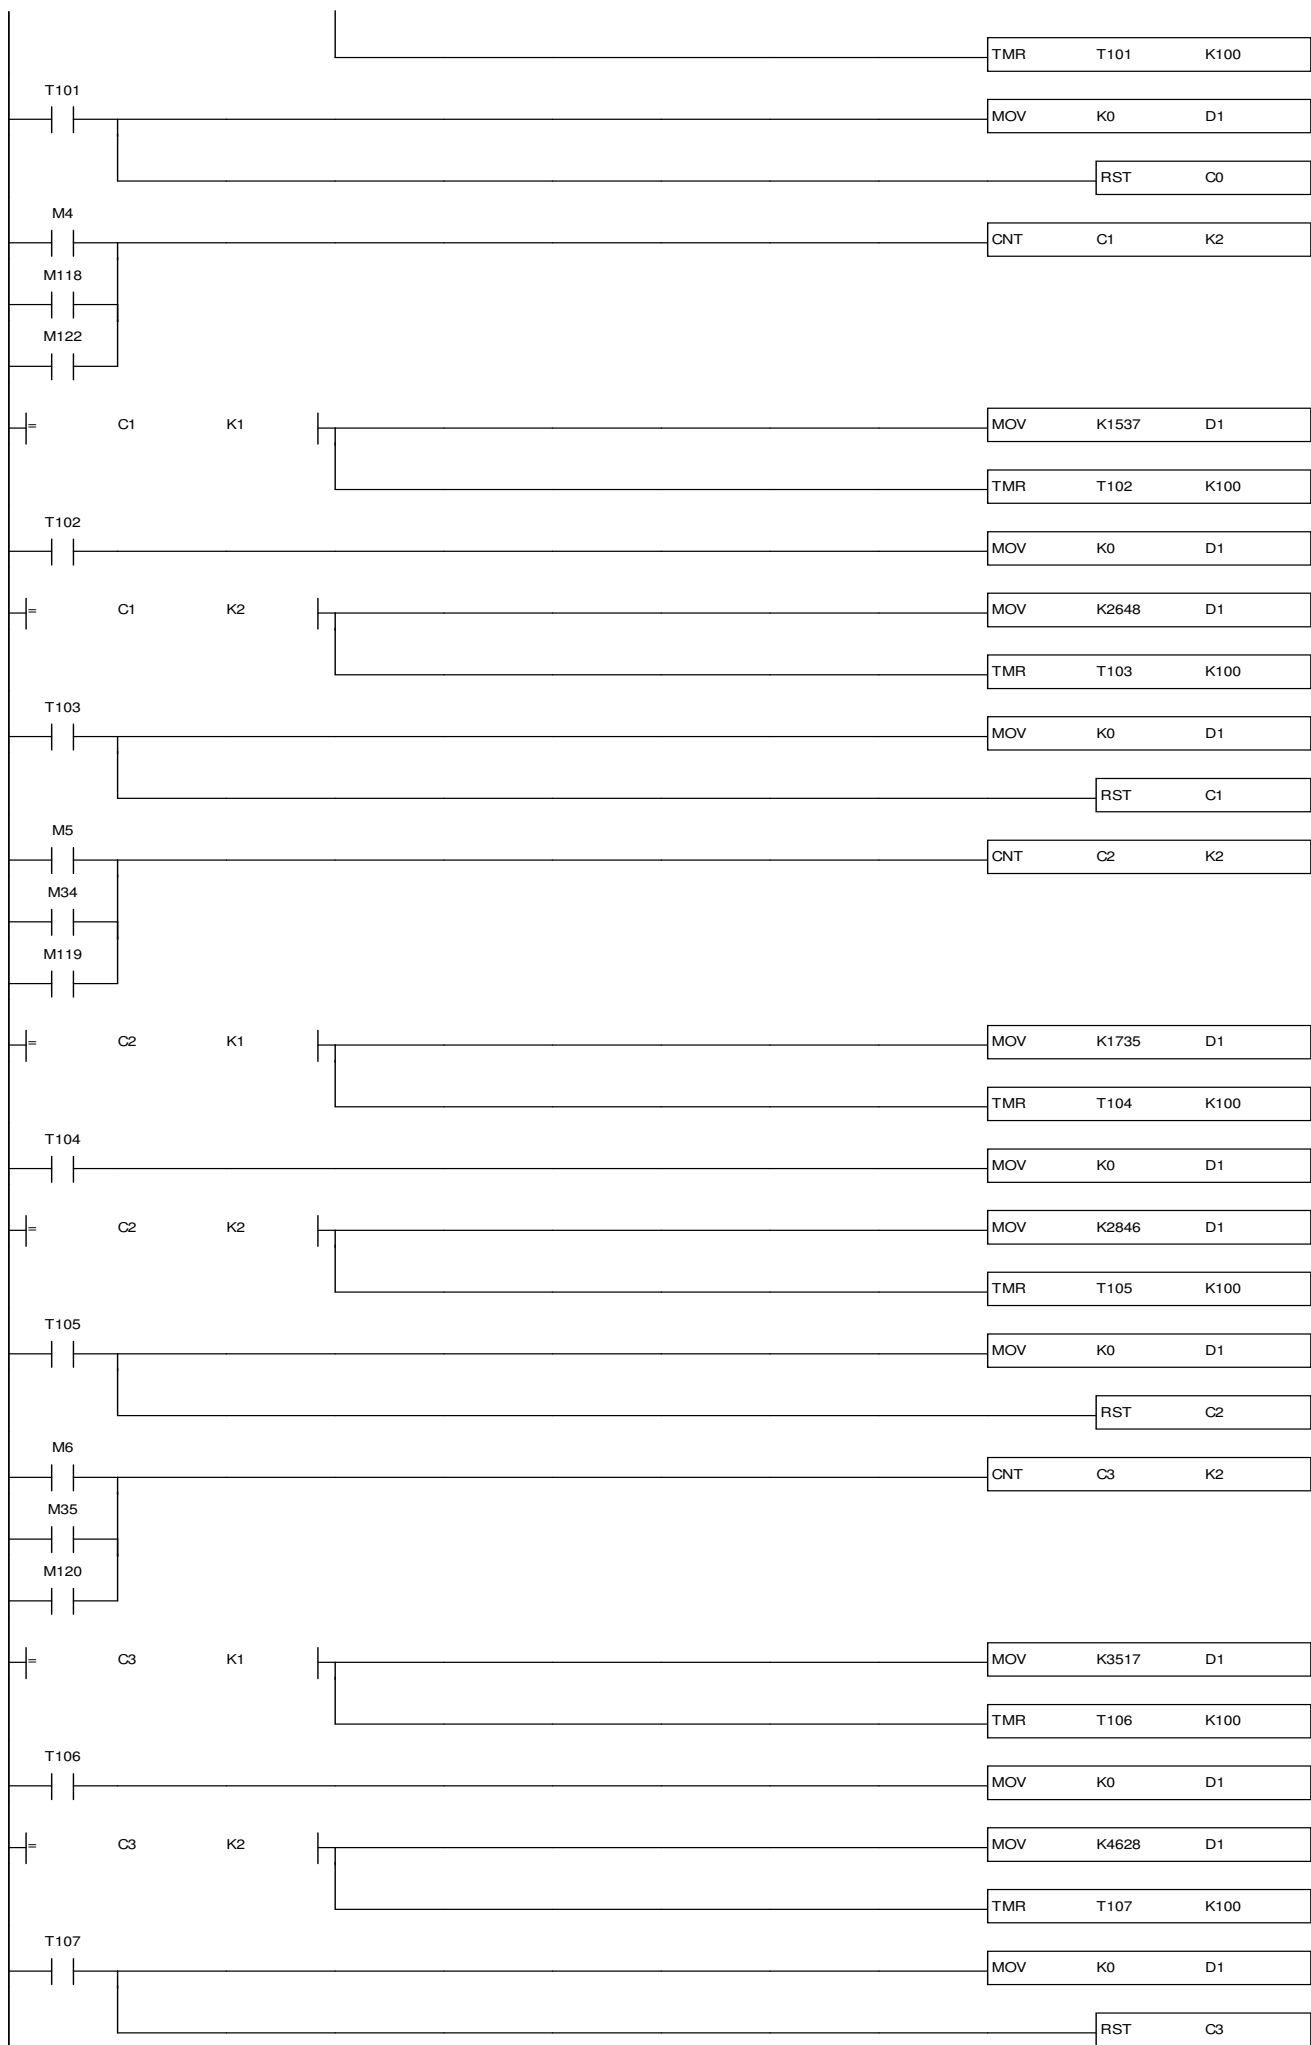 TMR T101 K100
T101
MOV K0 D1
RST C0
M4
CNT C1 K2
M118
M122
= C1 K1
MOV K1537 D1
TMR T102 K100
T102
MOV K0 D1
= C1 K2
MOV K2648 D1
TMR T103 K100
T103
MOV K0 D1
RST C1
M5
CNT C2 K2
M34
M119
= C2 K1
MOV K1735 D1
TMR T104 K100
T104
MOV K0 D1
= C2 K2
MOV K2846 D1
TMR T105 K100
T105
MOV K0 D1
RST C2
M6
CNT C3 K2
M35
M120
= C3 K1
MOV K3517 D1
TMR T106 K100
T106
MOV K0 D1
= C3 K2
MOV K4628 D1
TMR T107 K100
T107
MOV K0 D1
RST C3